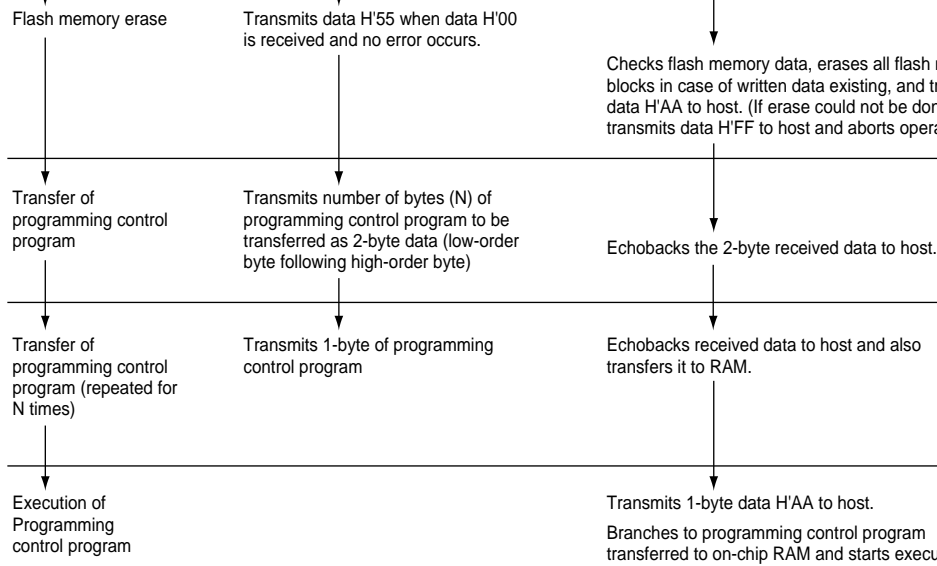 Flash memory erase
Transmits data H'55 when data H'00
is received and no error occurs.
Checks flash memory data, erases all flash
blocks in case of written data existing, and
data H'AA to host. (If erase could not be
transmits data H'FF to host and aborts
Transfer of
programming control
program
Transmits number of bytes (N) of
programming control program to be
transferred as 2-byte data (low-order
byte following high-order byte)
Echobacks the 2-byte received data to host.
Transfer of
programming control
program (repeated for
N times)
Transmits 1-byte of programming
control program
Echobacks received data to host and also
transfers it to RAM.
Execution of
Programming
control program
Transmits 1-byte data H'AA to host.
Branches to programming control program
transferred to on-chip RAM and starts